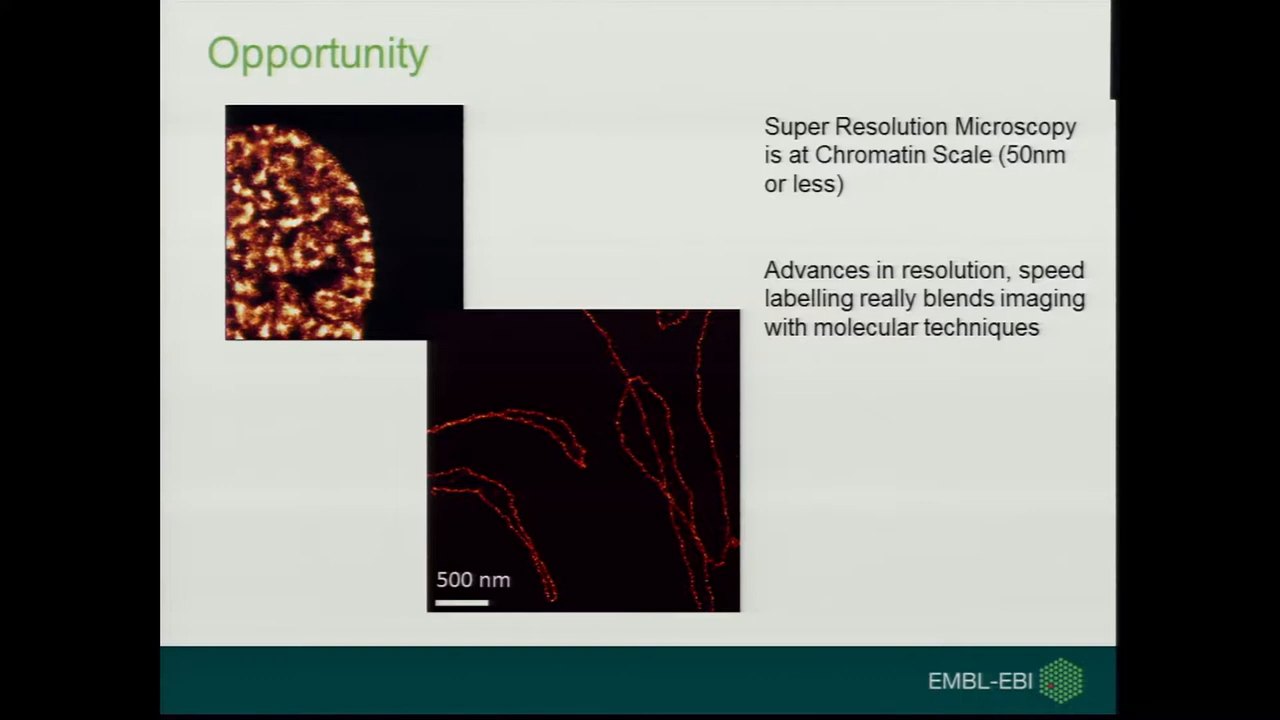 Opportunity
Super Resolution Microscopy
is at Chromatin Scale (50nm
or less)
Advances in resolution, speed
labelling really blends imaging
with molecular techniques
500 nm
EMBL-EBI